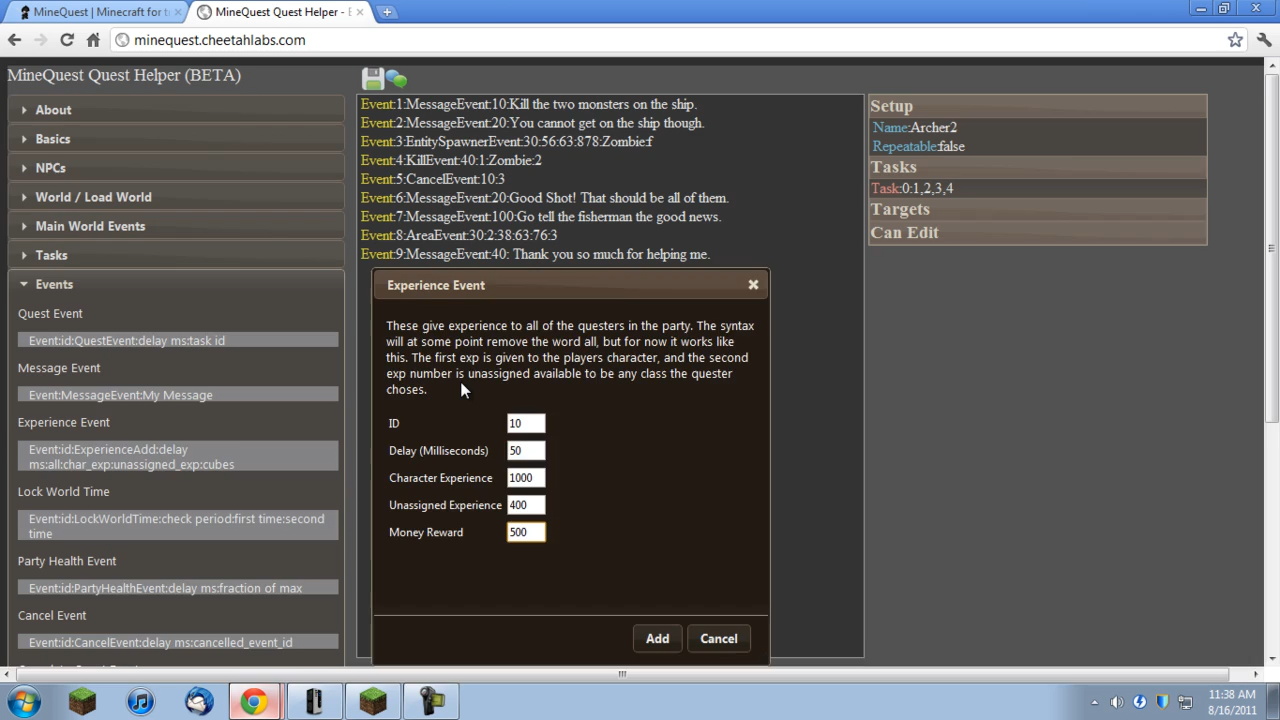 MineQuest | Minecraft for t
MineQuest Quest Helper - E
minequest.cheetahlabs.com
MineQuest Quest Helper (BETA)
About
Basics
NPCs
World / Load World
Main World Events
Tasks
Events
Quest Event
Event:id:QuestEvent:delay ms:task id
Message Event
Event:MessageEvent:My Message
Experience Event
Event:id:ExperienceAdd:delay
ms:all:char_exp:unassigned_exp:cubes
Lock World Time
Event:id:LockWorldTime:check period:first time:second
time
Party Health Event
Event:id:PartyHealthEvent:delay ms:fraction of max
Cancel Event
Event:id:CancelEvent:delay ms:cancelled_event_id
Event:1:MessageEvent:10:Kill the two monsters on the ship.
Event:2:MessageEvent:20:You cannot get on the ship though.
Event:3:EntitySpawnerEvent:30:56:63:878:Zombie:f
Event:4:KillEvent:40:1:Zombie:2
Event:5:CancelEvent:10:3
Event:6:MessageEvent:20:Good Shot! That should be all of them.
Event:7:MessageEvent:100:Go tell the fisherman the good news.
Event:8:AreaEvent:30:2:38:63:76:3
Event:9:MessageEvent:40: Thank you so much for helping me.
Setup
Name:Archer2
Repeatable:false
Tasks
Task:0:1,2,3,4
Targets
Can Edit
Experience Event
These give experience to all of the questers in the party. The syntax
will at some point remove the word all, but for now it works like
this. The first exp is given to the players character, and the second
exp number is unassigned available to be any class the quester
choses.
ID 10
Delay (Milliseconds) 50
Character Experience 1000
Unassigned Experience 400
Money Reward 500
Add
Cancel
11:38 AM
8/16/2011